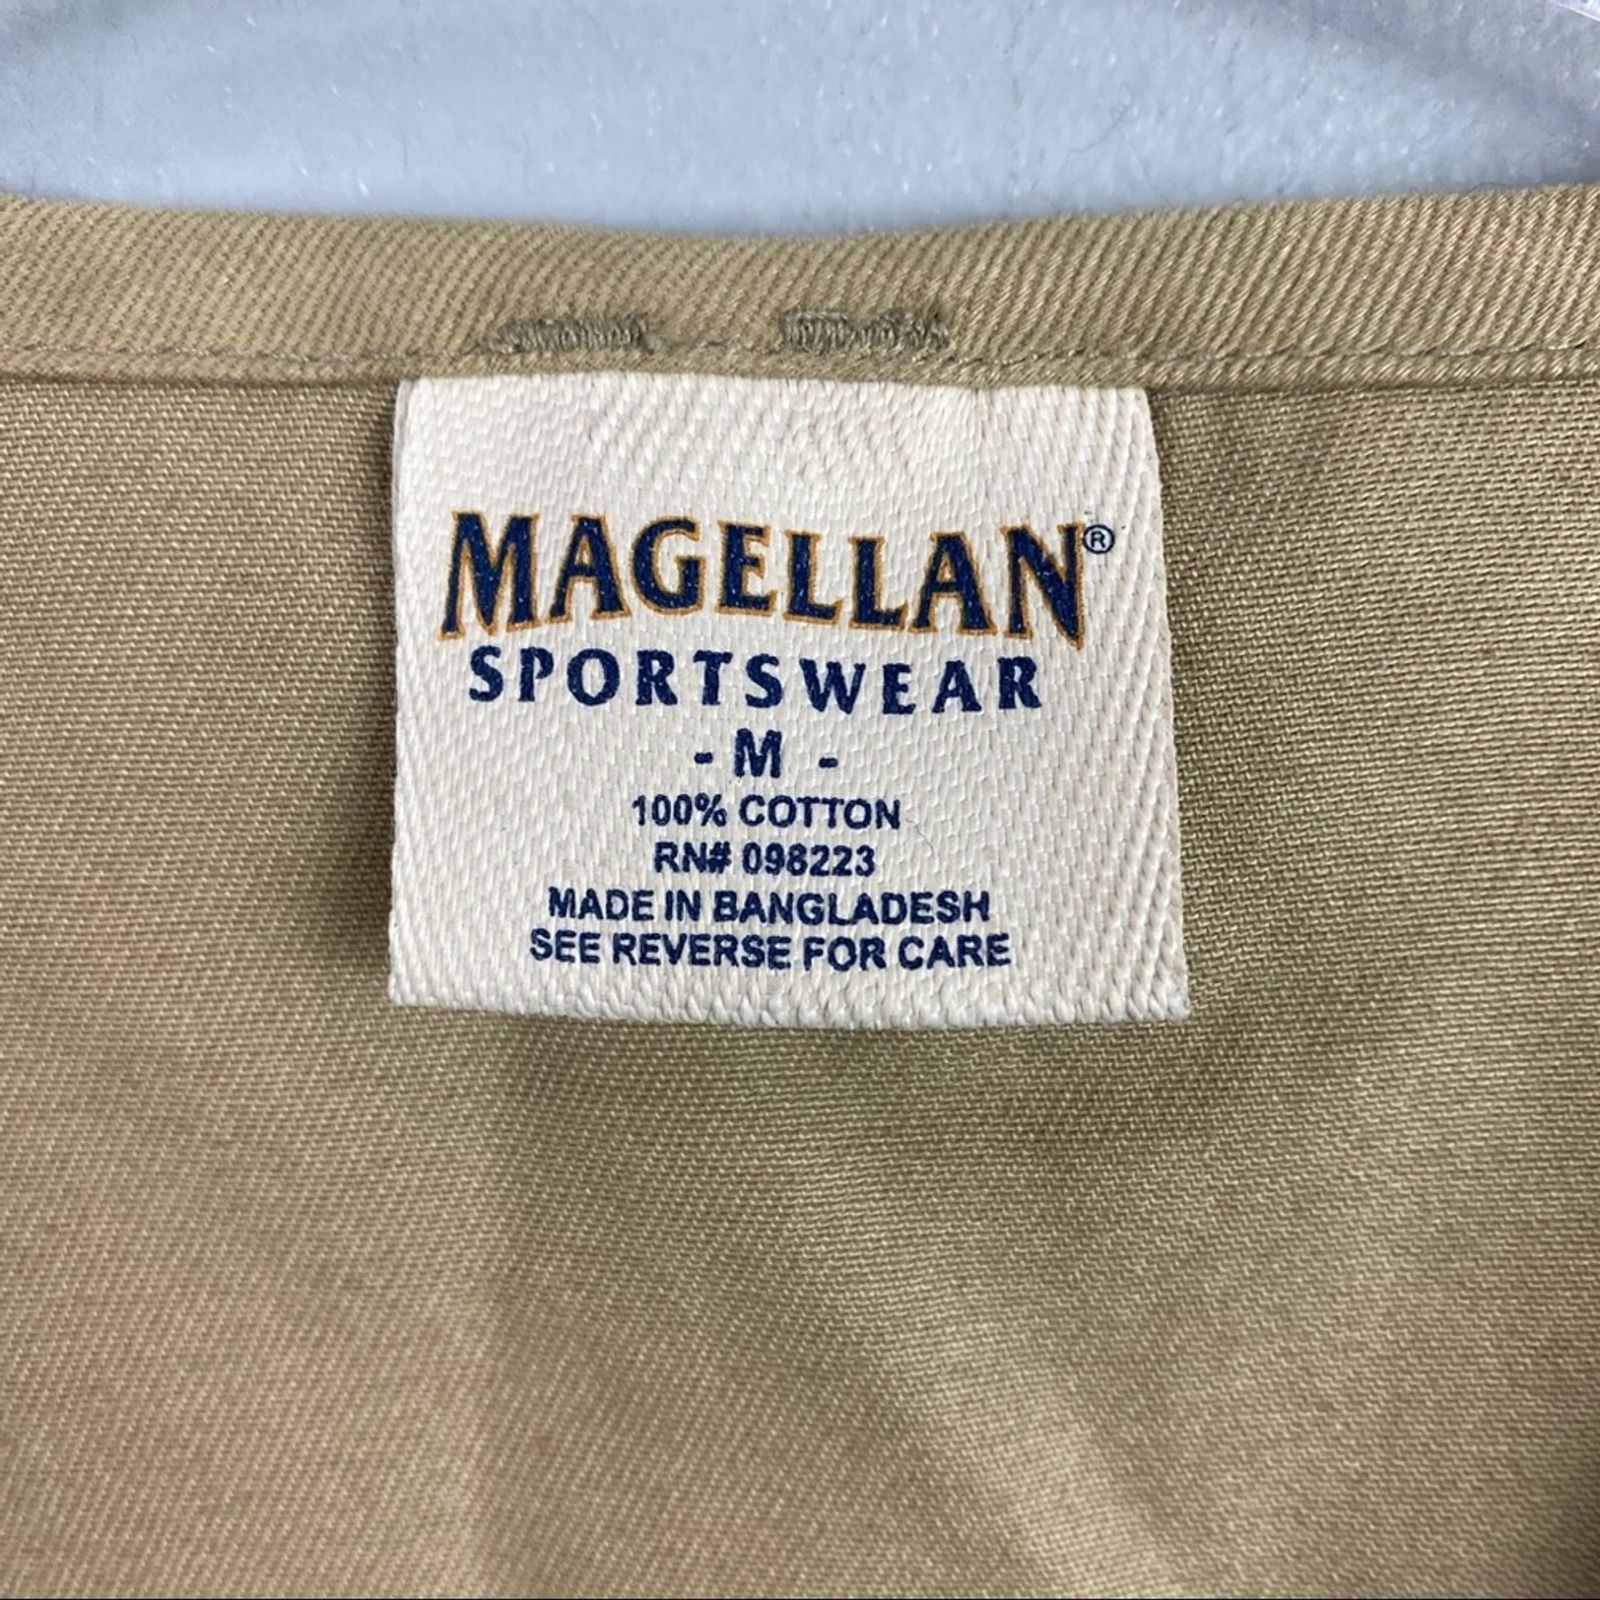 MAGELLAN®
SPORTSWEAR
- M -
100% COTTON
RN# 098223
MADE IN BANGLADESH
SEE REVERSE FOR CARE